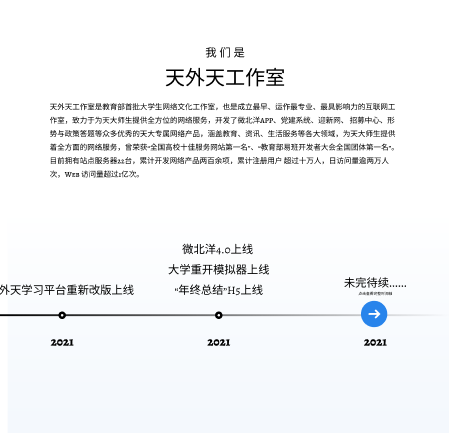 我们是
天外天工作室
天外天工作室是教育部首批大学生网络文化工作室，也是成立最早、运作最专业、最具影响力的互联网工
作室，致力于为天大师生提供全方位的网络服务，开发了微北洋APP、党建系统、迎新网、 招募中心、形
势与政策答题等众多优秀的天大专属网络产品，涵盖教育、资讯、生活服务等各大领域，为天大师生提供
着全方面的网络服务，曾荣获“全国高校十佳服务网站第一名”、“教育部易班开发者大会全国团体第一名”。
目前拥有站点服务器22台，累计开发网络产品两百余项，累计注册用户 超过十万人，日访问量逾两万人
次，Web 访问量超过1亿次。
微北洋4.0上线
大学重开模拟器上线
外天学习平台重新改版上线
“年终总结”H5上线
未完待续……
2021
2021
2021